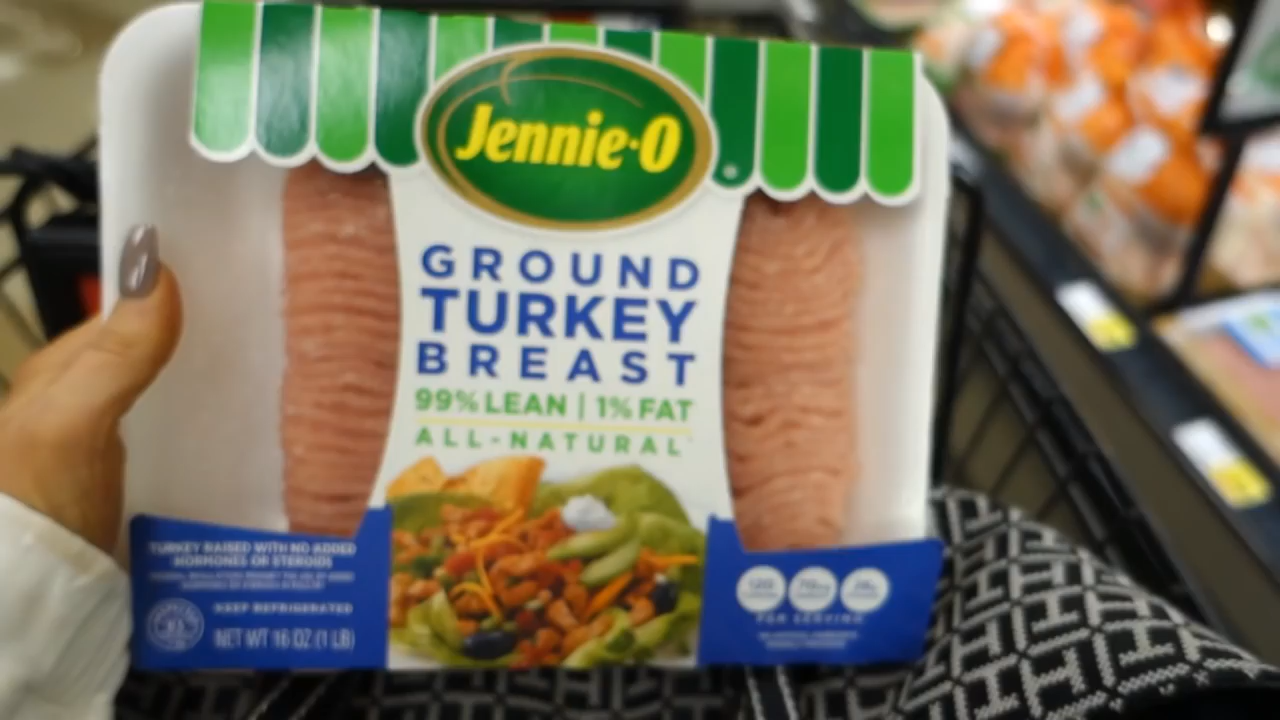 Jennie-O
GROUND
TURKEY
BREAST
99% LEAN | 1% FAT
ALL-NATURAL
TURKEY RAISED WITH NO ADDED
HORMONES OR STEROIDS
KEEP REFRIGERATED
NET WT 16 OZ (1 LB)
PER SERVING